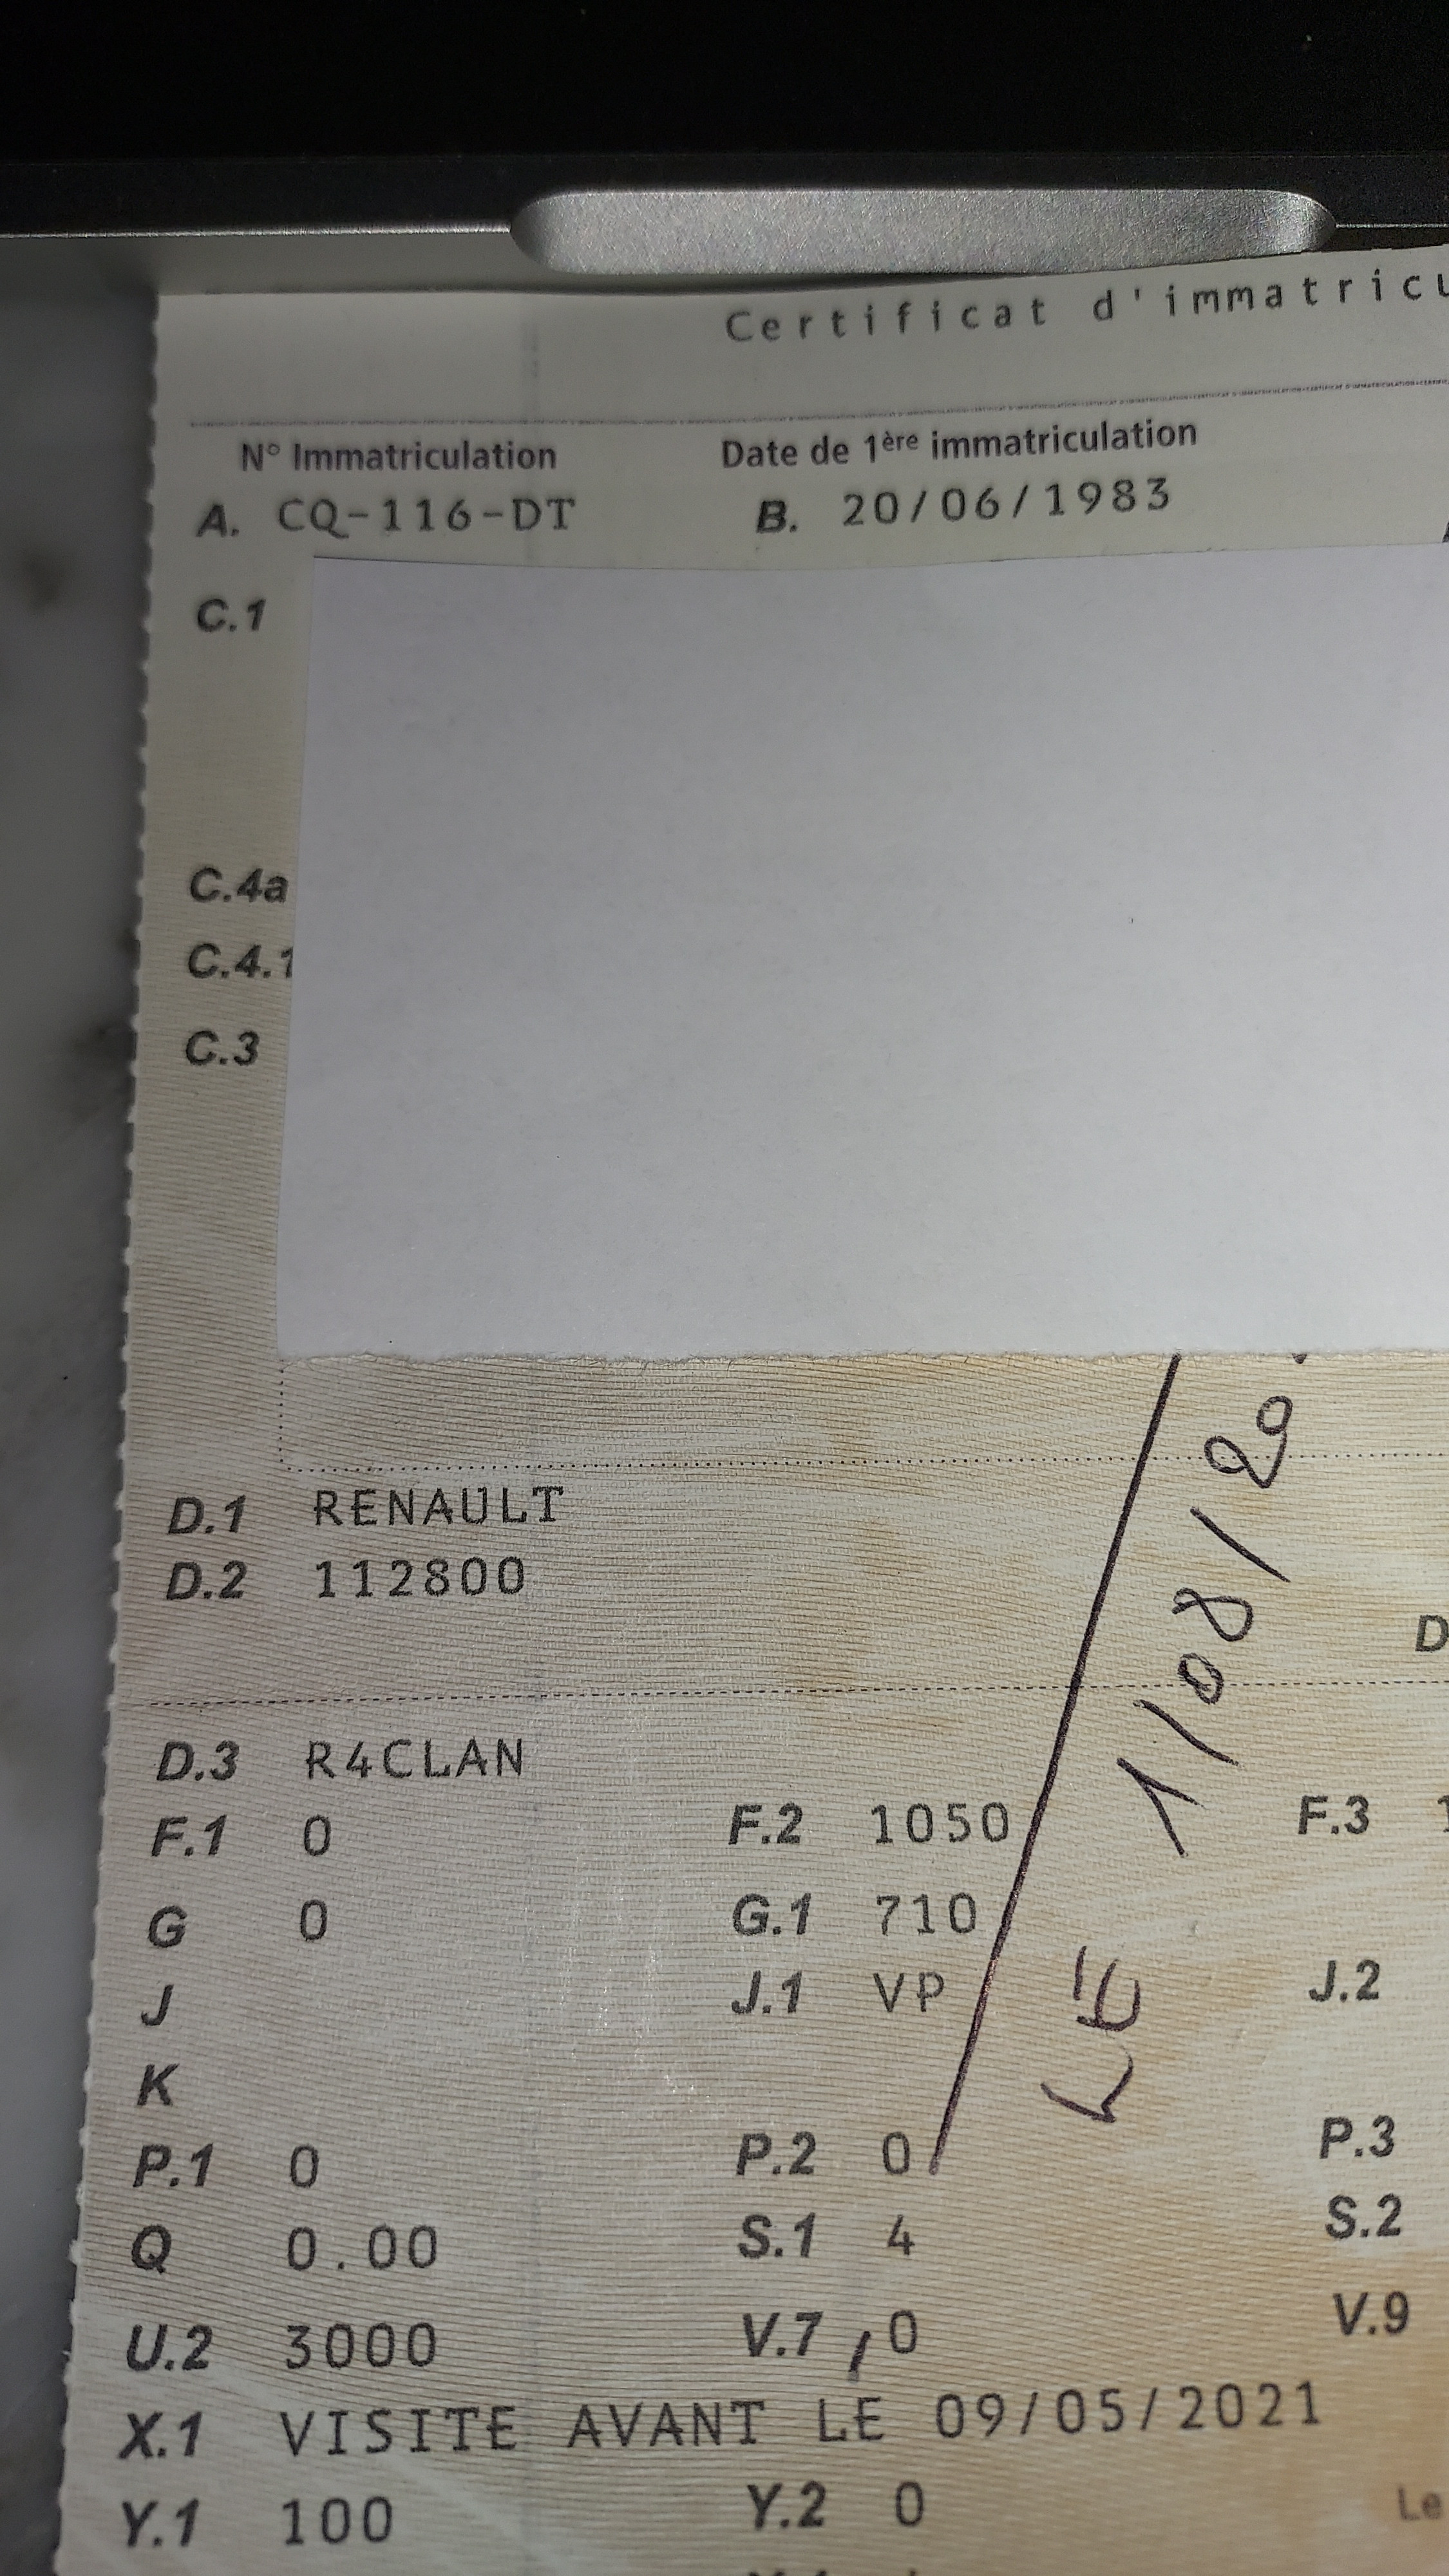 Certificat d'immatricu
N° Immatriculation Date de 1ère immatriculation
A. CQ-116-DT B. 20/06/1983
C.1
C.4a
C.4.1
C.3
D.1 RENAULT
D.2 112800
D
D.3 R4CLAN
F.1 0 F.2 1050 F.3 1
G 0 G.1 710
J J.1 VP J.2
K
P.1 0 P.2 0 P.3
Q 0.00 S.1 4 S.2
U.2 3000 V.7 0 V.9
X.1 VISITE AVANT LE 09/05/2021
Y.1 100 Y.2 0 Le
LE 1/08/20